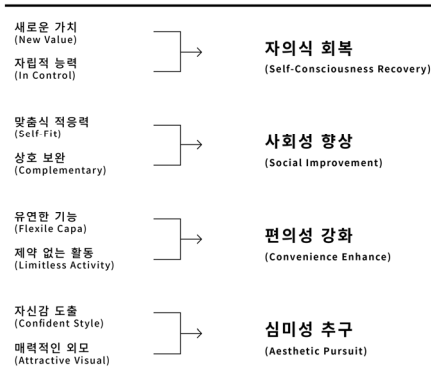 새로운 가치
(New Value)
자립적 능력
(In Control)
자의식 회복
(Self-Consciousness Recovery)
맞춤식 적응력
(Self-Fit)
상호 보완
(Complementary)
사회성 향상
(Social Improvement)
유연한 기능
(Flexile Capa)
제약 없는 활동
(Limitless Activity)
편의성 강화
(Convenience Enhance)
자신감 도출
(Confident Style)
매력적인 외모
(Attractive Visual)
심미성 추구
(Aesthetic Pursuit)